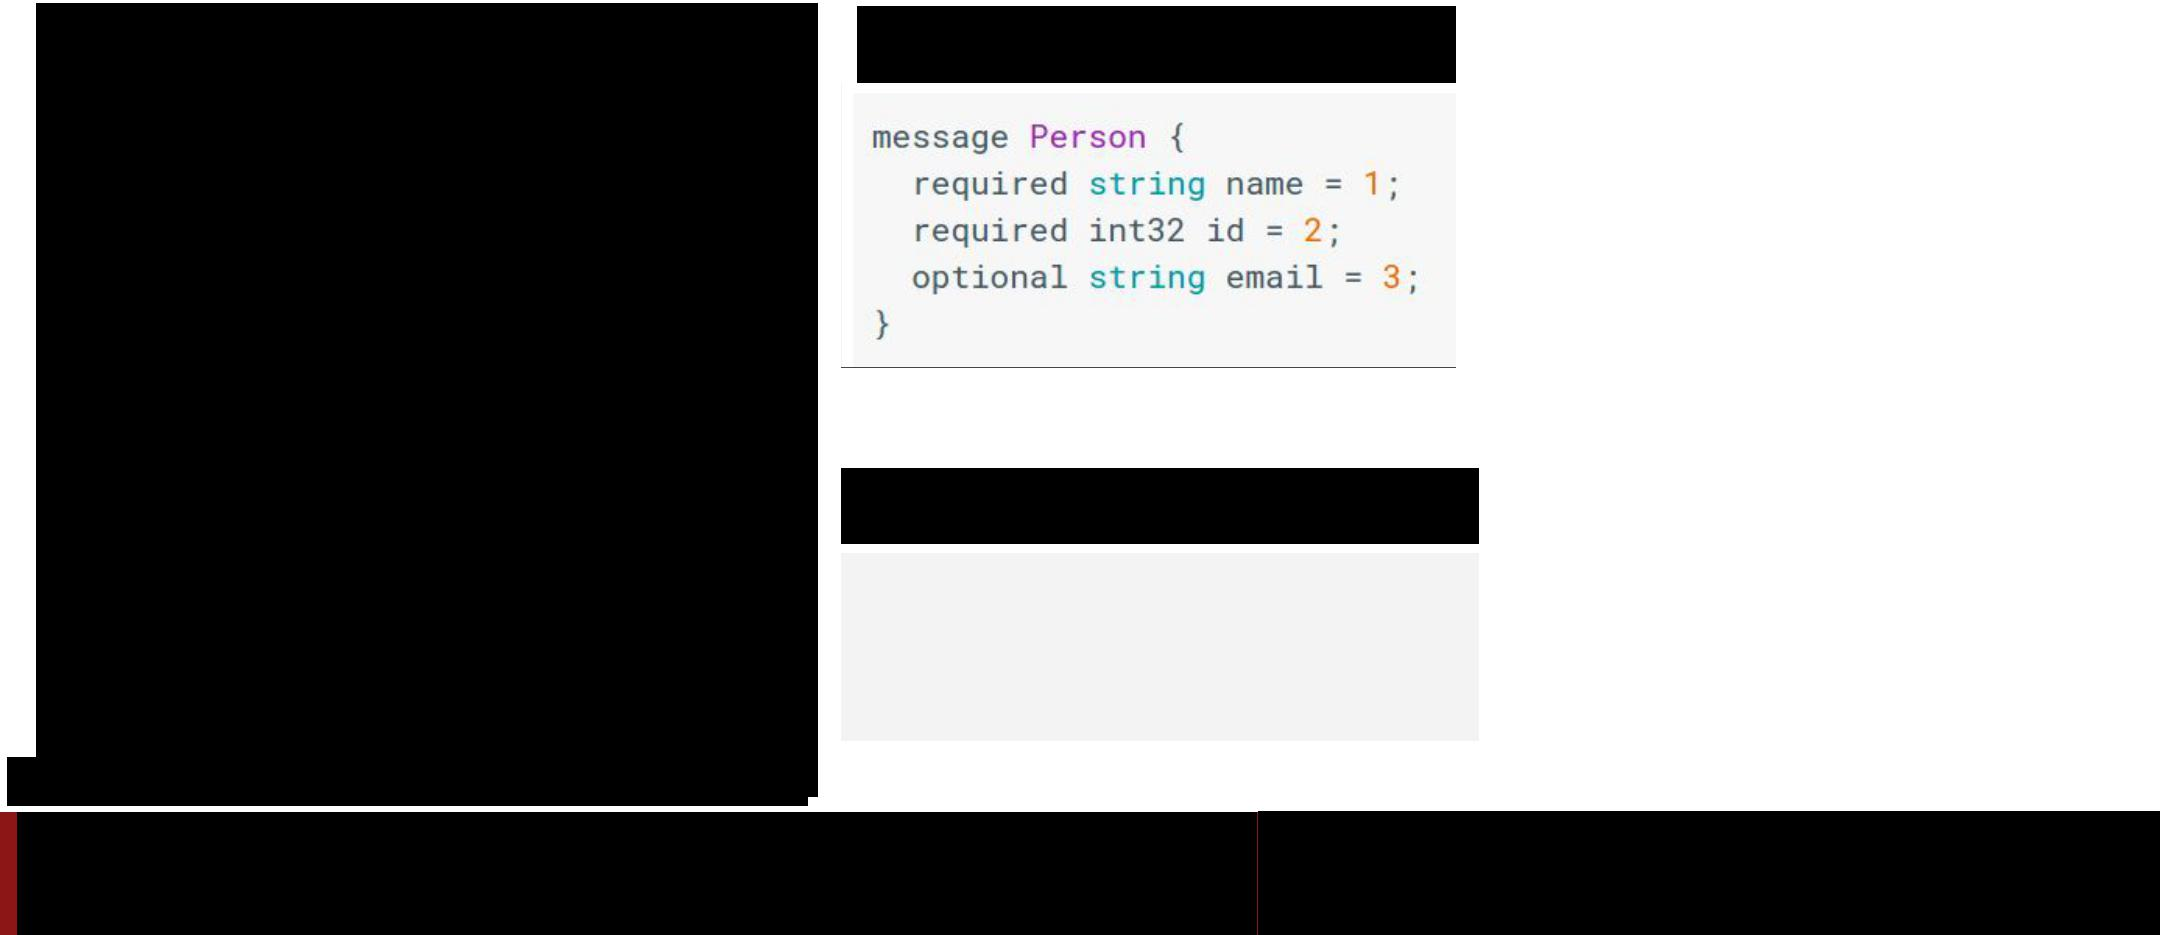 message Person {
  required string name = 1;
  required int32 id = 2;
  optional string email = 3;
}